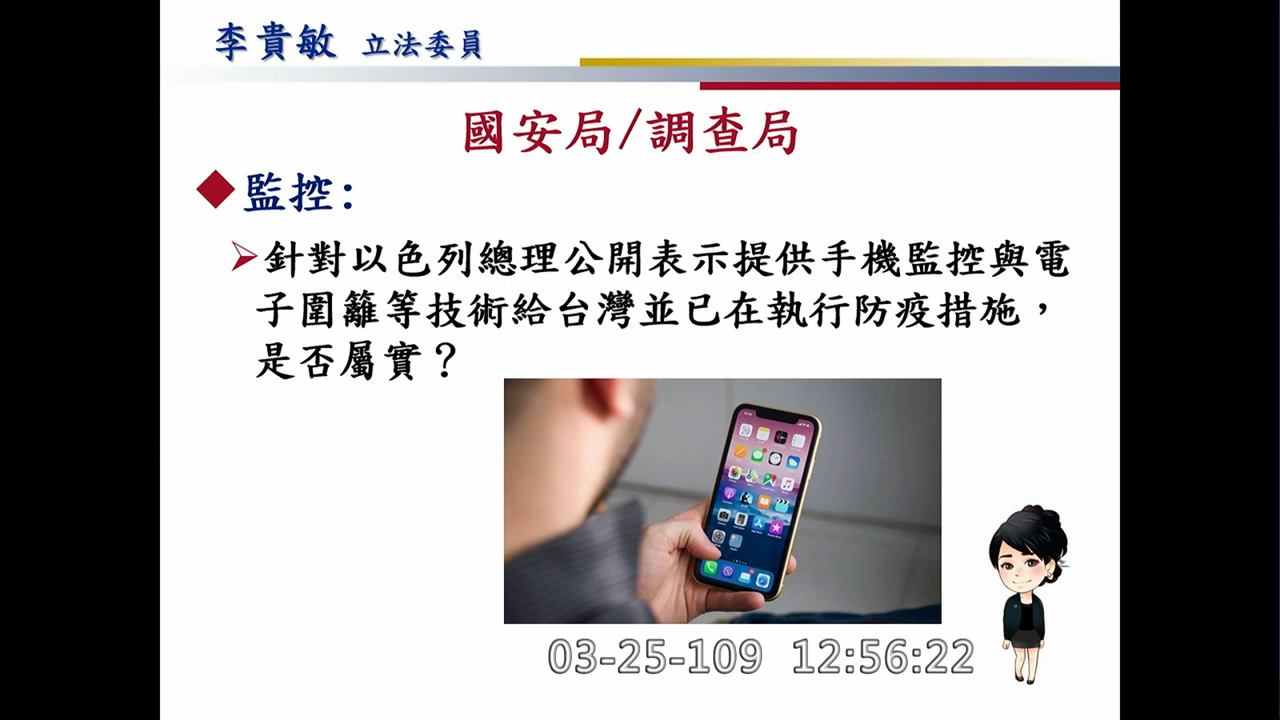 李貴敏 立法委員
國安局/調查局
監控:
針對以色列總理公開表示提供手機監控與電
子圍籬等技術給台灣並已在執行防疫措施，
是否屬實？
03-25-109 12:56:22